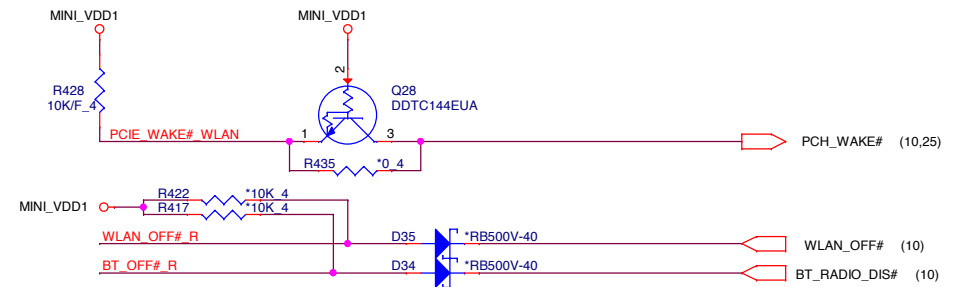 MINI_VDD1 MINI_VDD1
2
R428 Q28
10K/F_4 DDTC144EUA
PCIE_WAKE#_WLAN 1 3 PCH_WAKE# (10,25)
R435 *0_4
R422 *10K_4
MINI_VDD1 R417 *10K_4
WLAN_OFF#_R D35 *RB500V-40 WLAN_OFF# (10)
BT_OFF#_R D34 *RB500V-40 BT_RADIO_DIS# (10)